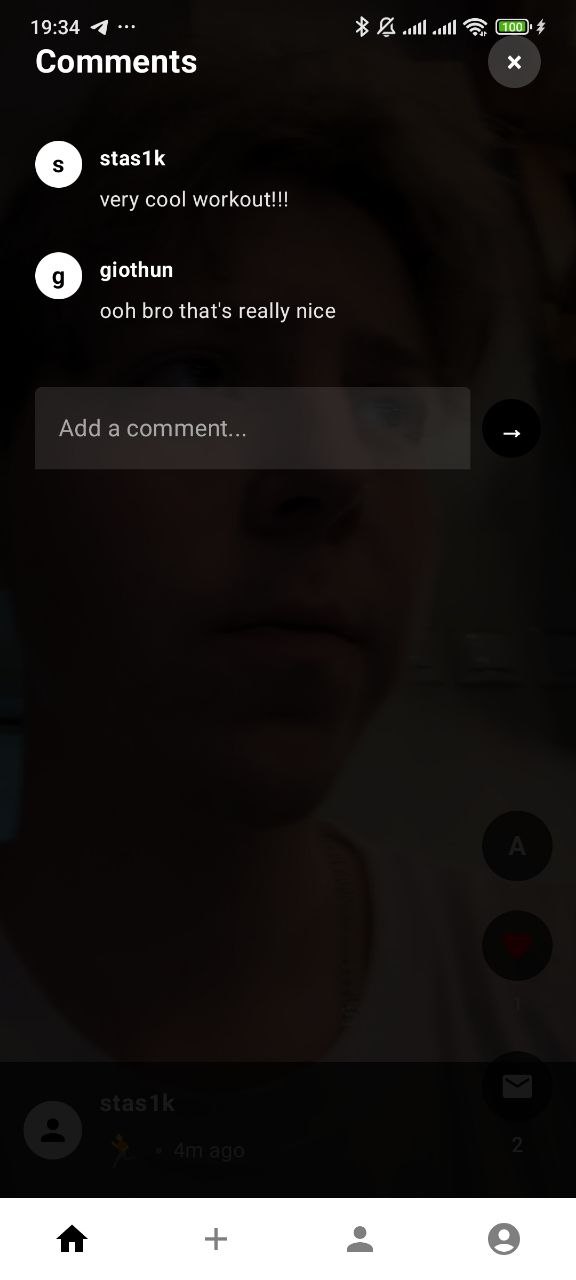 19:34
100
Comments
s
stas1k
very cool workout!!!
g
giothun
ooh bro that's really nice
Add a comment...
A
1
stas1k
• 4m ago
2